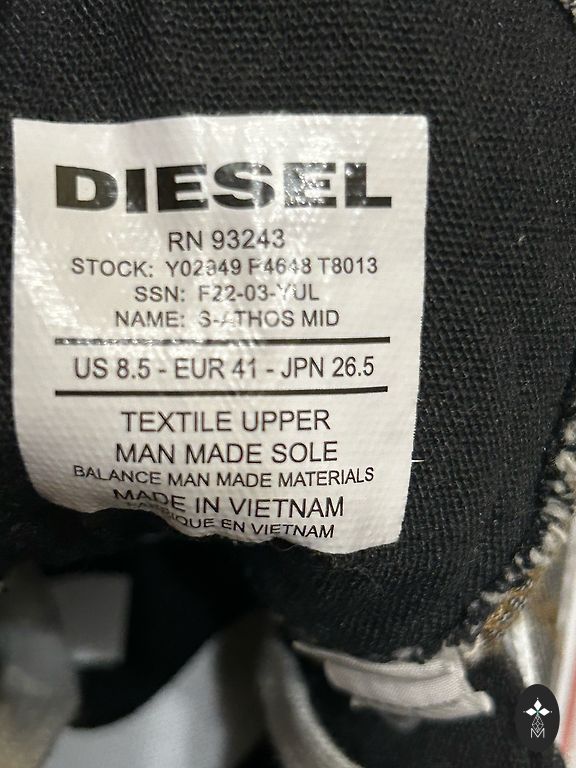 DIESEL
RN 93243
STOCK: Y02949 P4648 T8013
SSN: F22-03-YUL
NAME: S-ATHOS MID
US 8.5 - EUR 41 - JPN 26.5
TEXTILE UPPER
MAN MADE SOLE
BALANCE MAN MADE MATERIALS
MADE IN VIETNAM
FABRIQUE EN VIETNAM
M